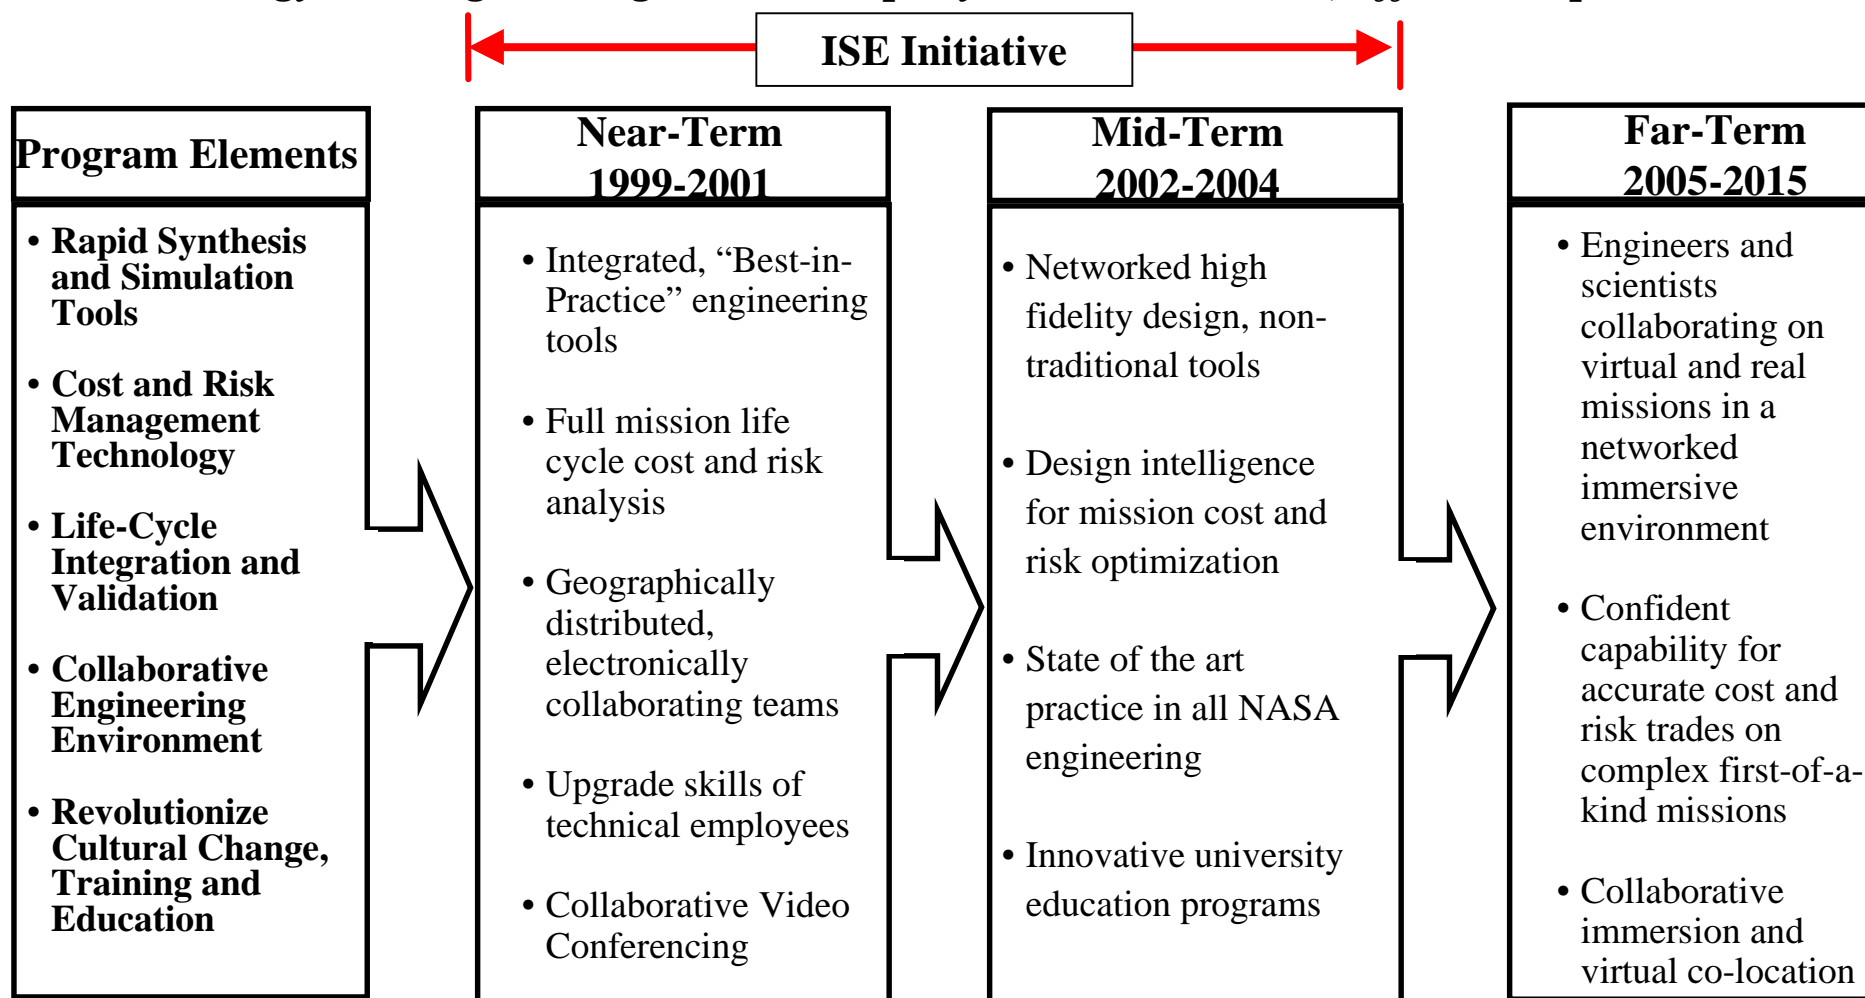 ISE Initiative
Program Elements
• Rapid Synthesis
and Simulation
Tools
• Cost and Risk
Management
Technology
• Life-Cycle
Integration and
Validation
• Collaborative
Engineering
Environment
• Revolutionize
Cultural Change,
Training and
Education
Near-Term
1999-2001
• Integrated, “Best-in-
Practice” engineering
tools
• Full mission life
cycle cost and risk
analysis
• Geographically
distributed,
electronically
collaborating teams
• Upgrade skills of
technical employees
• Collaborative Video
Conferencing
Mid-Term
2002-2004
• Networked high
fidelity design, non-
traditional tools
• Design intelligence
for mission cost and
risk optimization
• State of the art
practice in all NASA
engineering
• Innovative university
education programs
Far-Term
2005-2015
• Engineers and
scientists
collaborating on
virtual and real
missions in a
networked
immersive
environment
• Confident
capability for
accurate cost and
risk trades on
complex first-of-a-
kind missions
• Collaborative
immersion and
virtual co-location